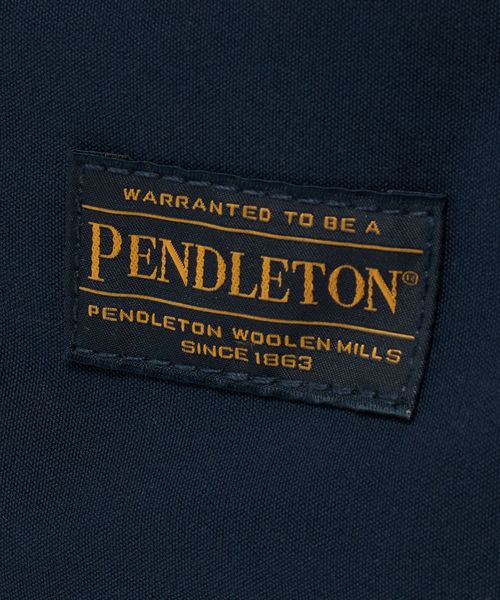 WARRANTED TO BE A
PENDLETON®
PENDLETON WOOLEN MILLS
SINCE 1863